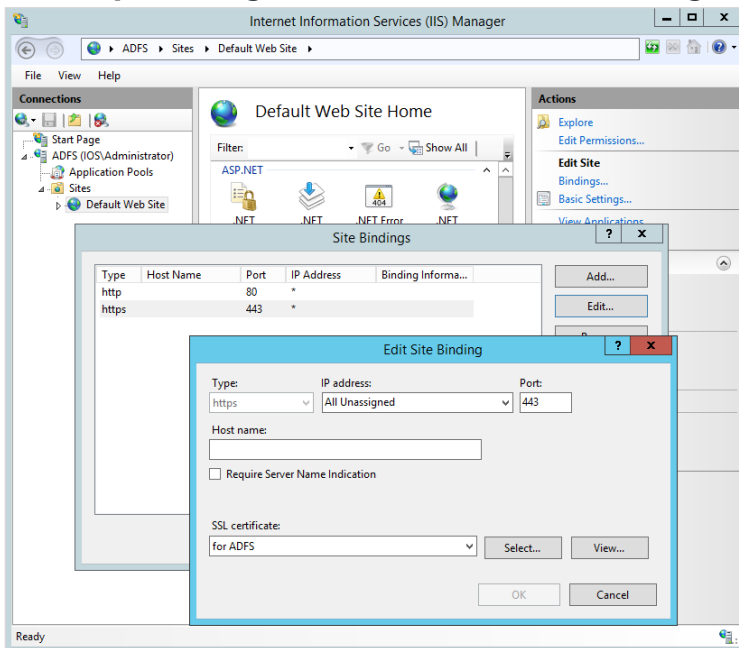 Internet Information Services (IIS) Manager
ADFS Sites Default Web Site
File View Help
Connections
Start Page
ADFS (IOS\Administrator)
Application Pools
Sites
Default Web Site
Default Web Site Home
Filter: Go Show All
ASP.NET
404
.NET .NET .NET Error .NET
Actions
Explore
Edit Permissions...
Edit Site
Bindings...
Basic Settings...
View Applications
Site Bindings
? x
Type Host Name Port IP Address Binding Informa...
http 80 *
https 443 *
Add...
Edit...
Edit Site Binding
? x
Type: IP address: Port:
https All Unassigned 443
Host name:
Require Server Name Indication
SSL certificate:
for ADFS Select... View...
OK Cancel
Ready